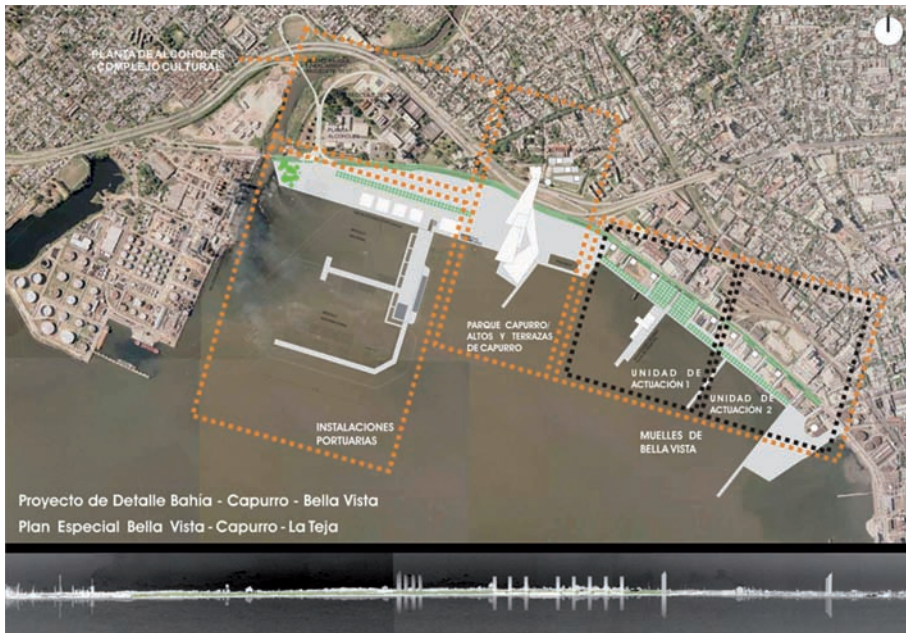 PLANTA DE ALCOHOLES
COMPLEJO CULTURAL
PLANTA
ALCOHOLES
PARQUE CAPURRO/
ALTOS Y TERRAZAS
DE CAPURRO
UNIDAD DE
ACTUACIÓN 1
UNIDAD DE
ACTUACIÓN 2
INSTALACIONES
PORTUARIAS
MUELLES DE
BELLA VISTA
Proyecto de Detalle Bahía - Capurro - Bella Vista
Plan Especial Bella Vista - Capurro - La Teja